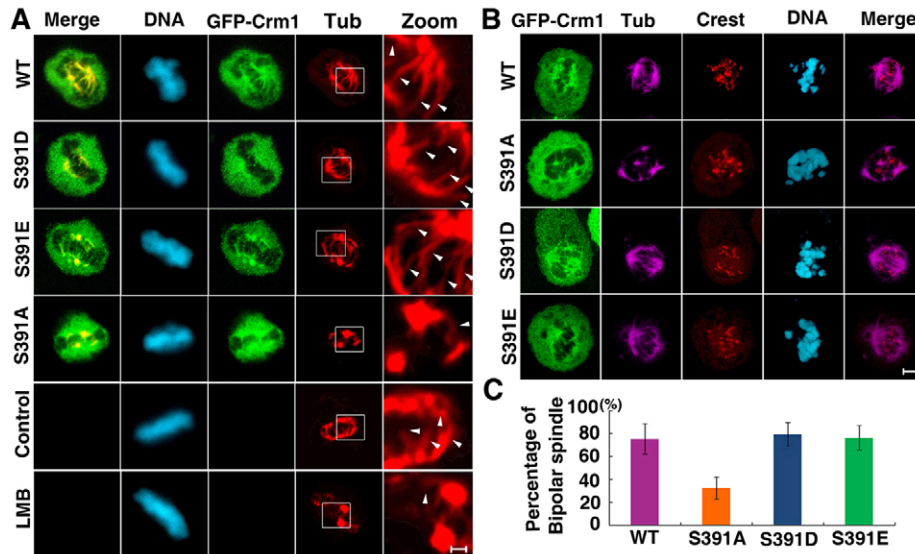 A
Merge DNA GFP-Crm1 Tub Zoom
WT
S391D
S391E
S391A
Control
LMB
B
GFP-Crm1 Tub Crest DNA Merge
WT
S391A
S391D
S391E
C
Percentage of
Bipolar spindle
100(%)
80
60
40
20
0
WT S391A S391D S391E